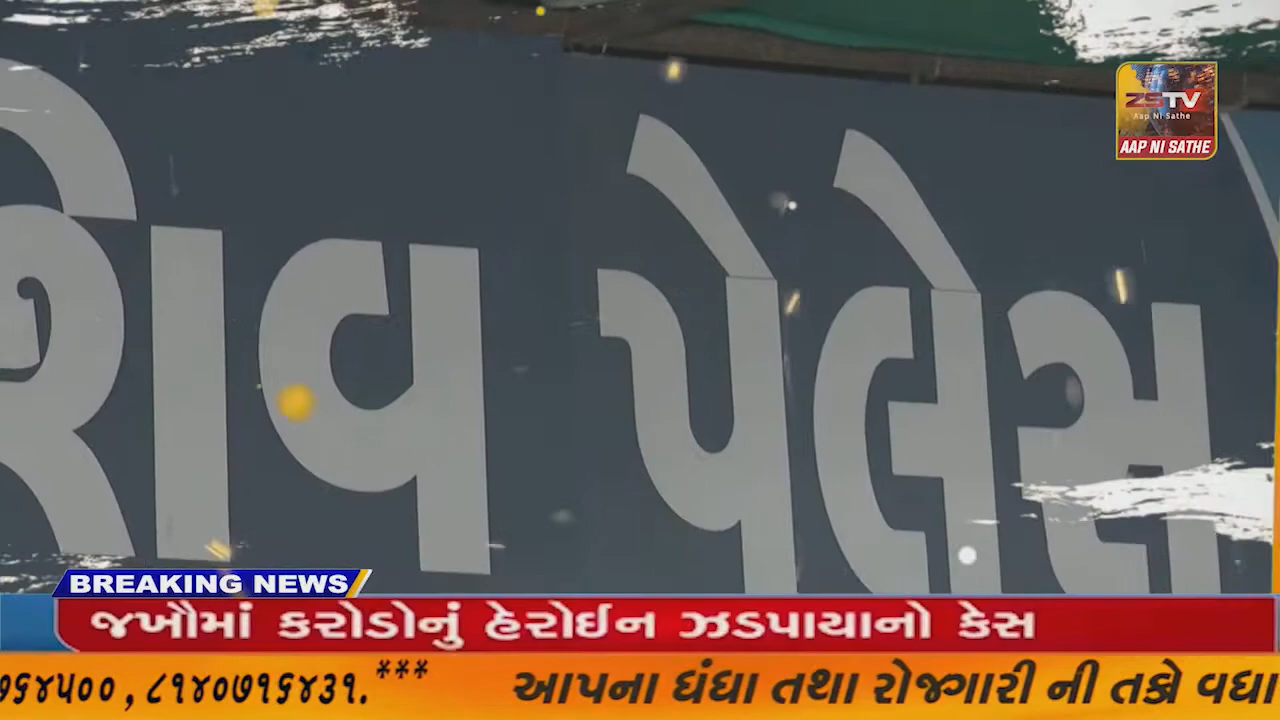 ZSTV
Aap Ni Sathe
AAP NI SATHE
શિવ પેલેસ
BREAKING NEWS
જખૌમાં કરોડોનું હેરોઈન ઝડપાયાનો કેસ
૭૬૪૫૦૦,૮૧૪૦૭૧૬૪૩૧.*** આપના ધંધા તથા રોજગારી ની તકો વધા